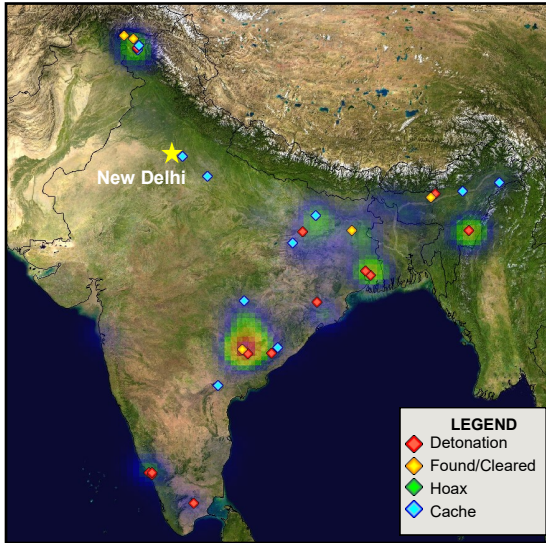 New Delhi
LEGEND
Detonation
Found/Cleared
Hoax
Cache